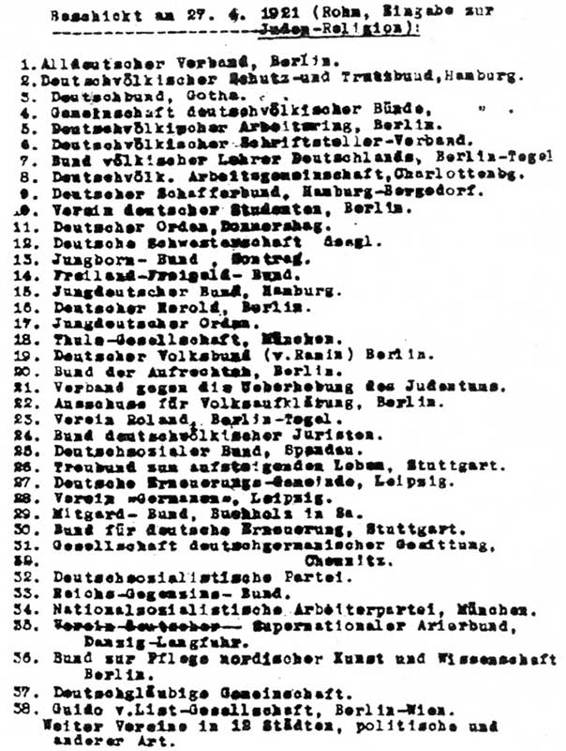 Beschickt am 27. 4. 1921 (Rohm, Eingabe zur
Juden-Religion):
1. Alldeutscher Verband, Berlin.
2. Deutschvölkischer Schutz-und Trutzbund, Hamburg.
3. Deutschbund, Gotha.
4. Gemeinschaft deutschvölkischer Bünde, " .
5. Deutschvölkischer Arbeitsring, Berlin.
6. Deutschvölkischer Schriftsteller-Verband.
7. Bund völkischer Lehrer Deutschlands, Berlin-Tegel
8. Deutschvölk. Arbeitsgemeinschaft, Charlottenbg.
9. Deutscher Schafferbund, Hamburg-Bergedorf.
Verein deutscher Studenten, Berlin.
11. Deutscher Orden, Donnershag.
12. Deutsche Schwesternschaft desgl.
13. Jungborn- Bund , Sontrag.
14. Freiland-Freigeld- Bund.
15. Jungdeutscher Bund, Hamburg.
16. Deutscher Herold, Berlin.
17. Jungdeutscher Orden.
18. Thule-Gesellschaft, München.
19. Deutscher Volksbund (v.Ramin) Berlin.
20. Bund der Aufrechten, Berlin.
21. Verband gegen die Ueberhebung des Judentums.
22. Ausschuss für Volksaufklärung, Berlin.
23. Verein Roland, Berlin-Tegel.
24. Bund deutschvölkischer Juristen.
25. Deutschsozialer Bund, Spandau.
26. Treubund zum aufsteigenden Leben, Stuttgart.
27. Deutsche Erneuerungs-Gemeinde, Leipzig.
28. Verein "Germanen", Leipzig.
29. Mitgard- Bund, Buchholz in Sa.
30. Bund für deutsche Erneuerung, Stuttgart.
31. Gesellschaft deutschgermanischer Gesittung,
Chemnitz.
32. Deutschsozialistische Partei.
33. Reichs-Gegenzins- Bund.
34. Nationalsozialistische Arbeiterpartei, München.
35. Verein Deutscher Supernationaler Arierbund,
Danzig-Langfuhr.
36. Bund zur Pflege nordischer Kunst und Wissenschaft
Berlin.
37. Deutschgläubige Gemeinschaft.
38. Guido v.List-Gesellschaft, Berlin-Wien.
Weiter Vereine in 12 Städten, politische und
anderer Art.